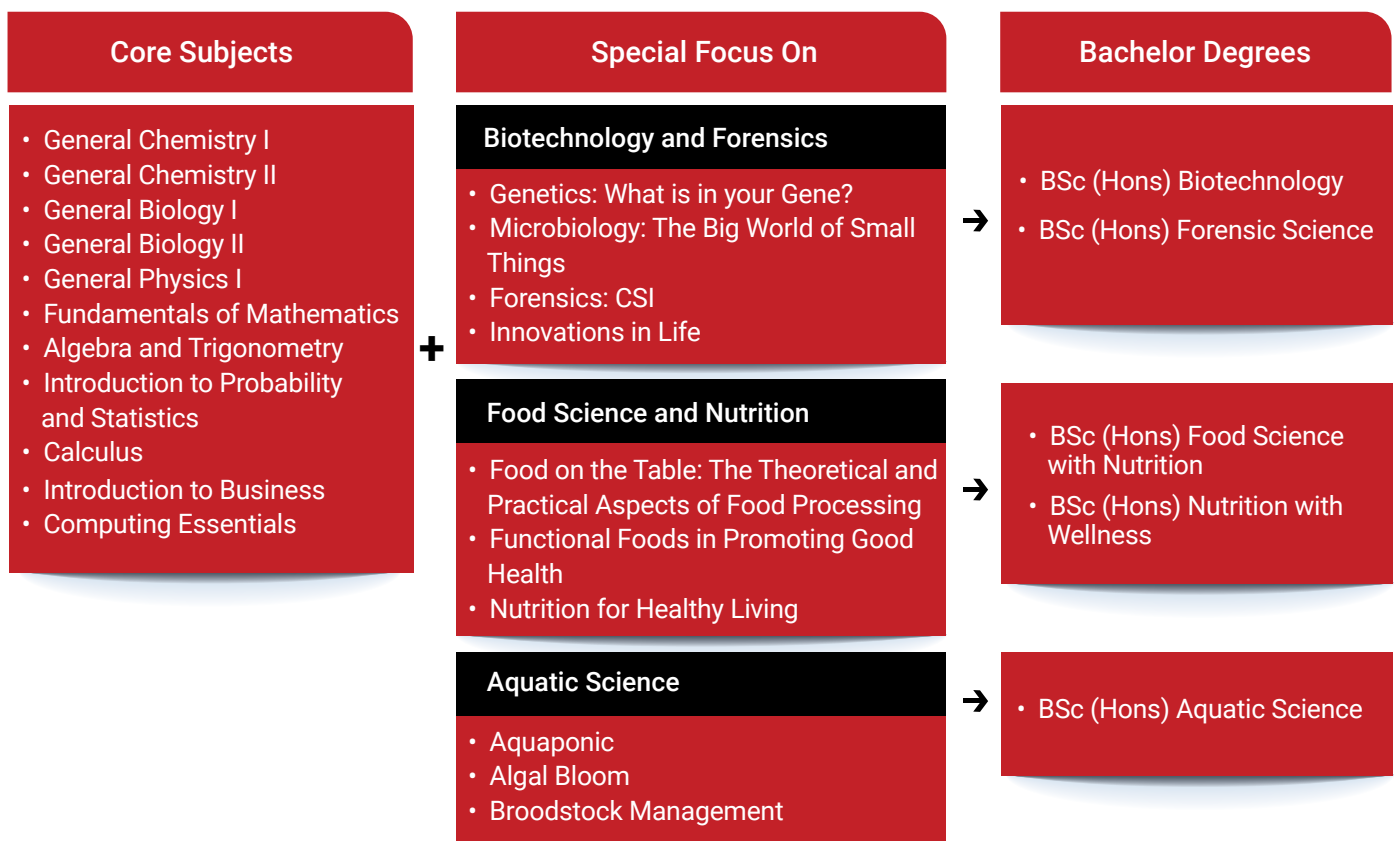 Core Subjects
• General Chemistry I
• General Chemistry II
• General Biology I
• General Biology II
• General Physics I
• Fundamentals of Mathematics
• Algebra and Trigonometry
• Introduction to Probability
and Statistics
• Calculus
• Introduction to Business
• Computing Essentials
+
Special Focus On
Biotechnology and Forensics
• Genetics: What is in your Gene?
• Microbiology: The Big World of Small
Things
• Forensics: CSI
• Innovations in Life
Food Science and Nutrition
• Food on the Table: The Theoretical and
Practical Aspects of Food Processing
• Functional Foods in Promoting Good
Health
• Nutrition for Healthy Living
Aquatic Science
• Aquaponic
• Algal Bloom
• Broodstock Management
Bachelor Degrees
• BSc (Hons) Biotechnology
• BSc (Hons) Forensic Science
• BSc (Hons) Food Science
with Nutrition
• BSc (Hons) Nutrition with
Wellness
• BSc (Hons) Aquatic Science